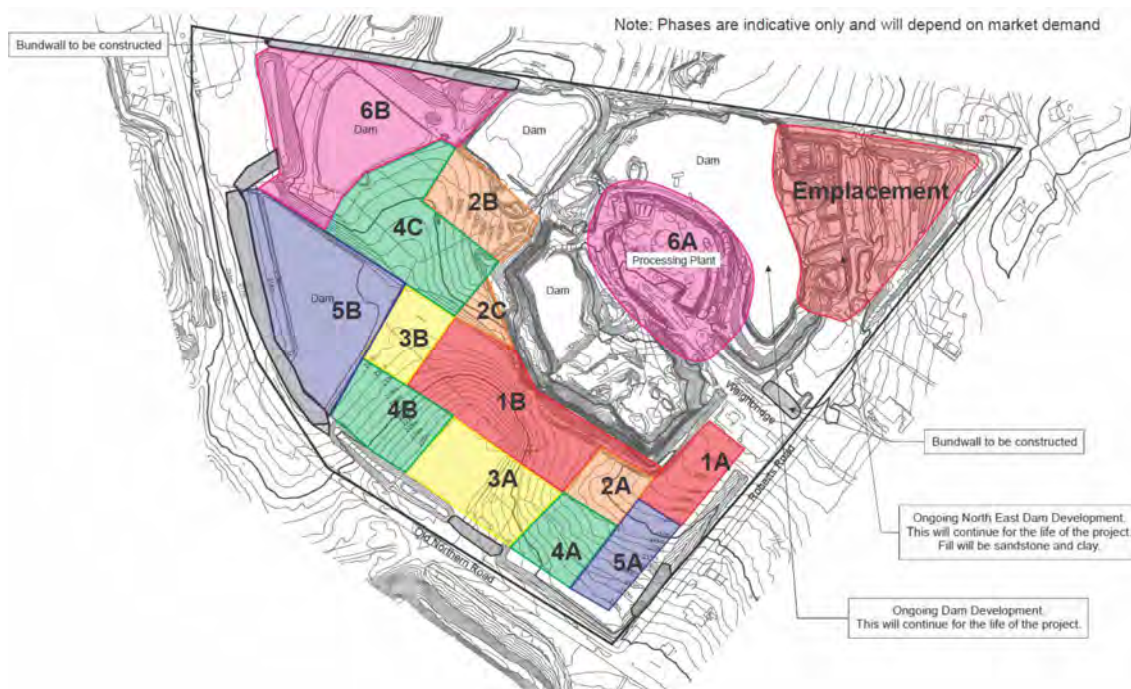 Note: Phases are indicative only and will depend on market demand
Bundwall to be constructed
6B
Dam
Dam
Dam
Emplacement
2B
4C
6A
Processing Plant
Dam
5B
Dam
2C
3B
1B
4B
Weighbridge
1A
3A
2A
Roberts Road
Bundwall to be constructed
4A
5A
Old Northern Road
Ongoing North East Dam Development.
This will continue for the life of the project.
Fill will be sandstone and clay.
Ongoing Dam Development.
This will continue for the life of the project.